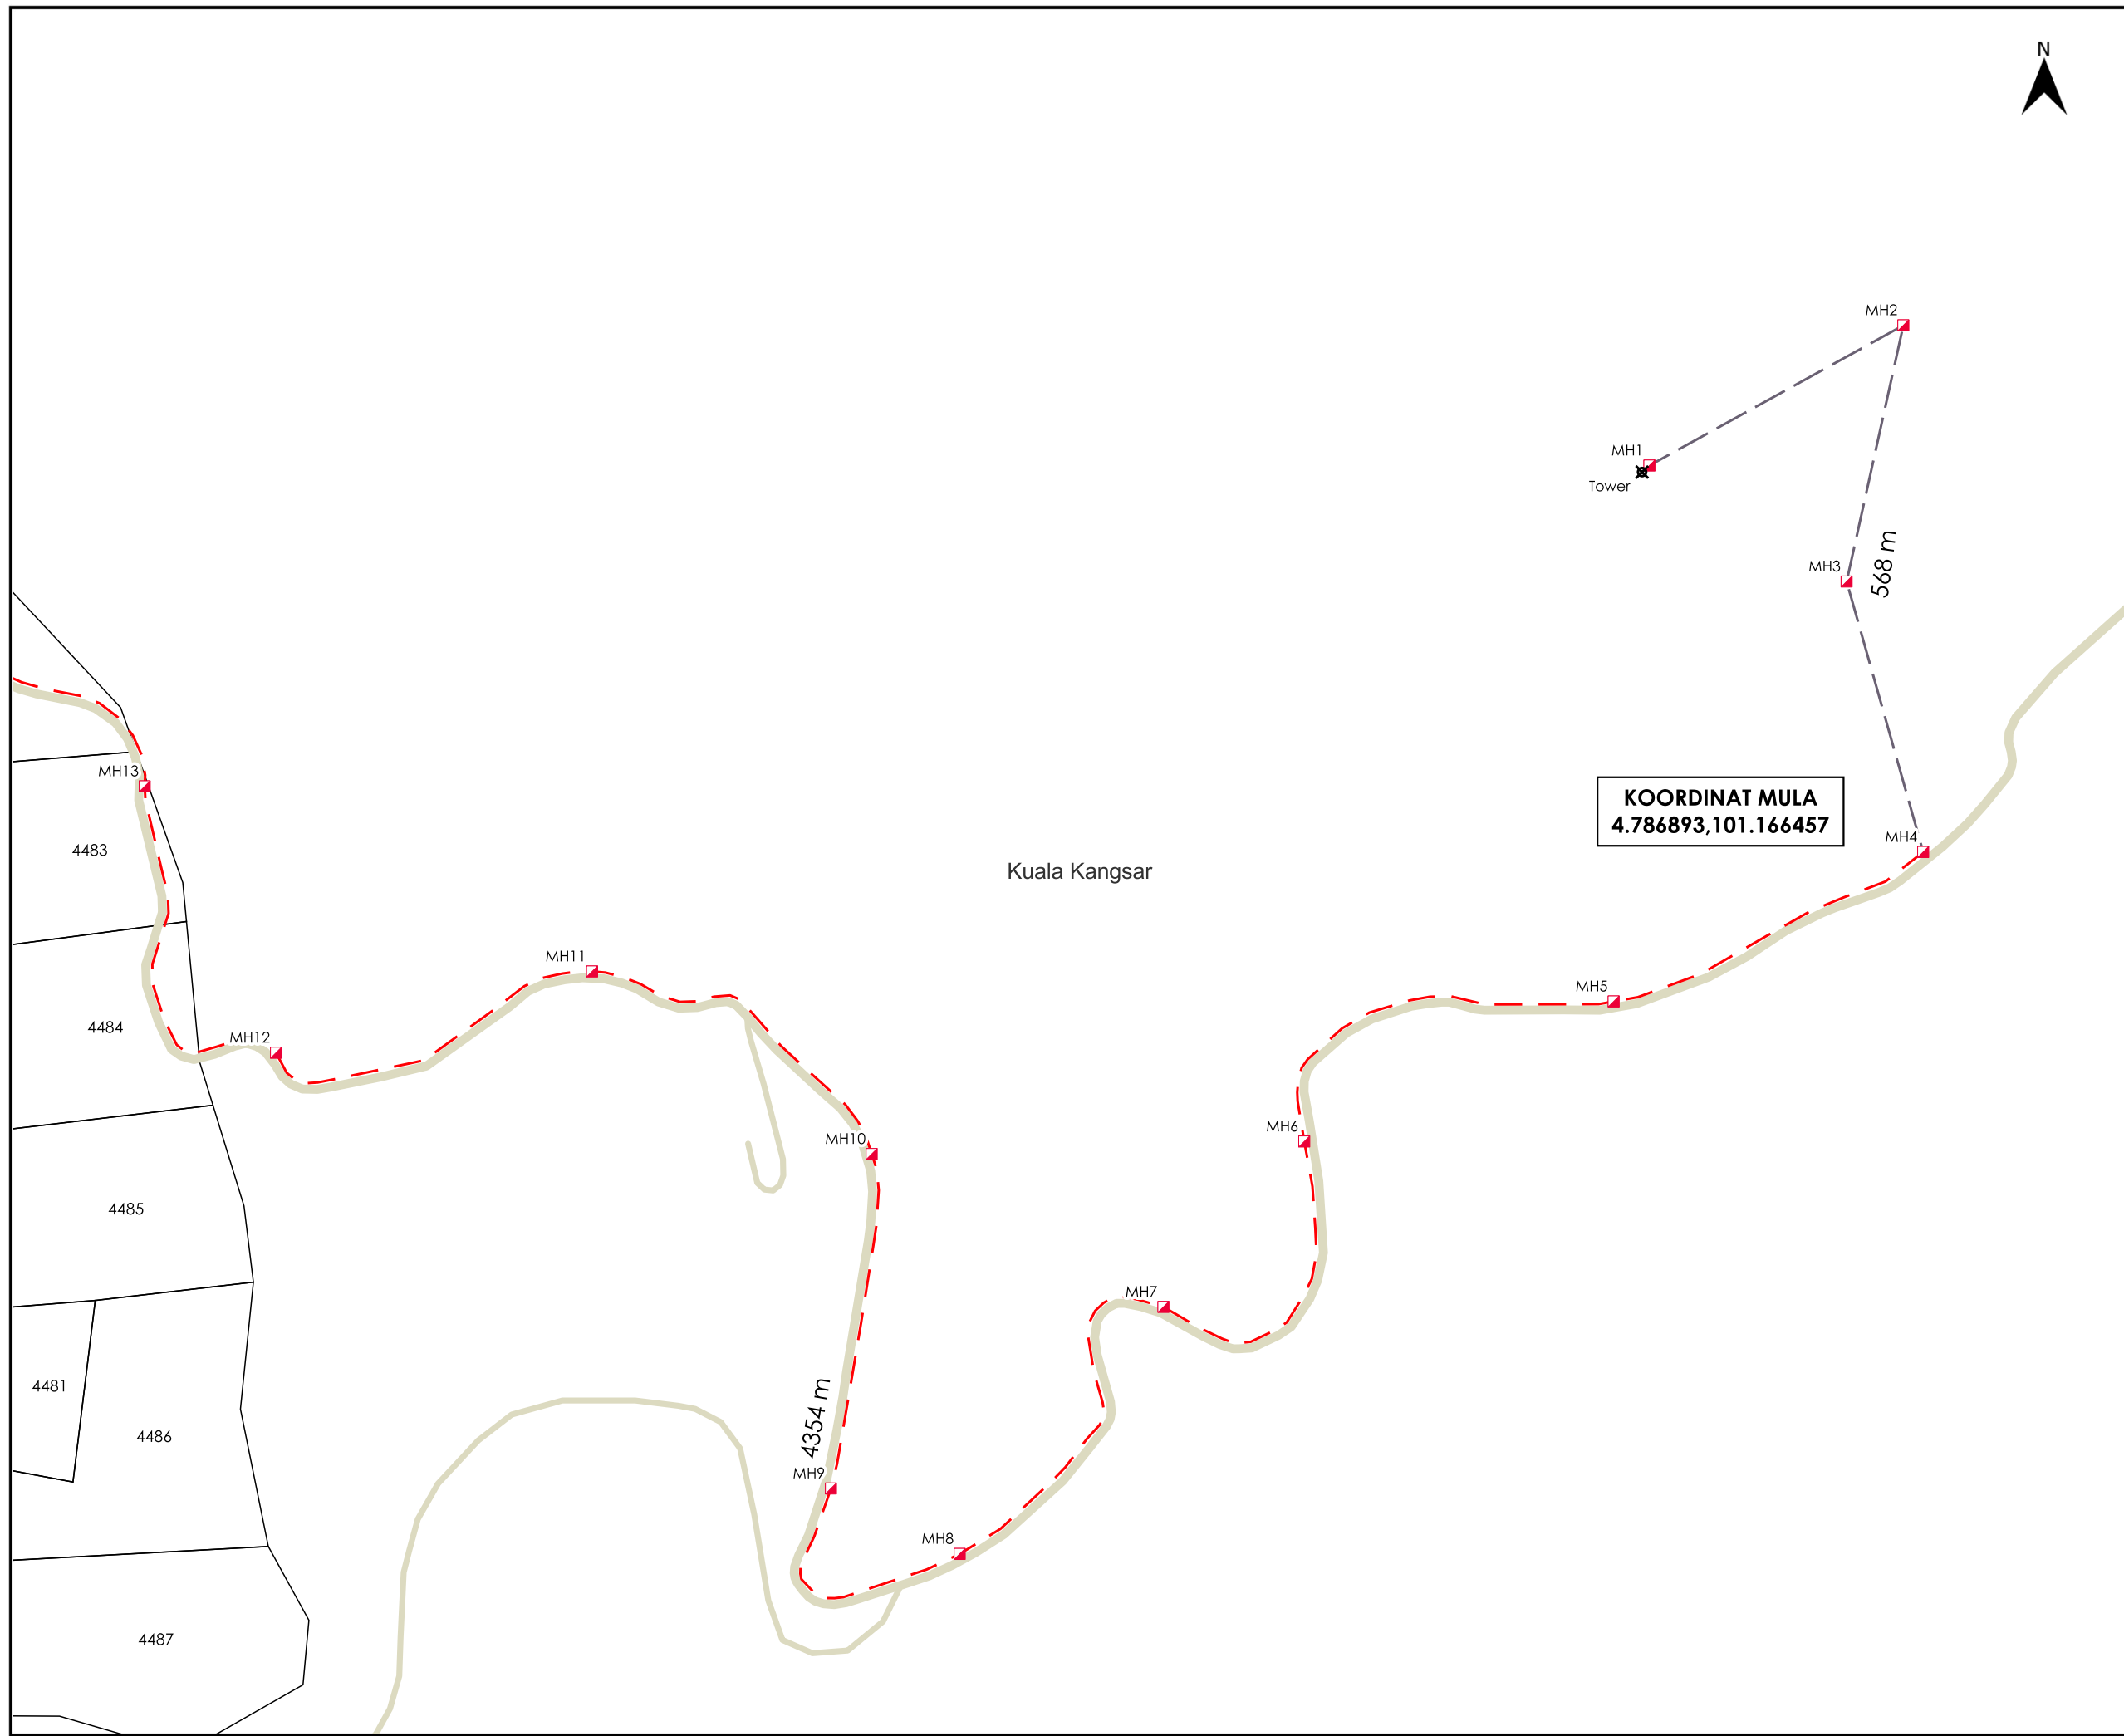 N
MH2
MH1
Tower
568 m
MH3
MH13
KOORDINAT MULA
4.786893,101.166457
MH4
4483
Kuala Kangsar
MH11
MH5
4484
MH12
MH10
MH6
4485
MH7
4481
4354 m
4486
MH9
MH8
4487